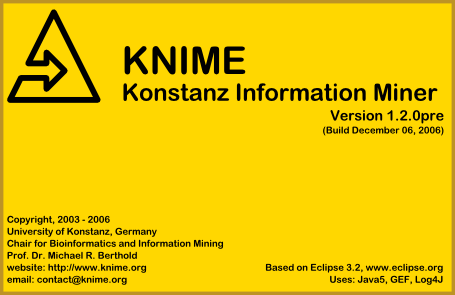 KNIME
Konstanz Information Miner
Version 1.2.0pre
(Build December 06, 2006)
Copyright, 2003 - 2006
University of Konstanz, Germany
Chair for Bioinformatics and Information Mining
Prof. Dr. Michael R. Berthold
website: http://www.knime.org
email: contact@knime.org
Based on Eclipse 3.2, www.eclipse.org
Uses: Java5, GEF, Log4J